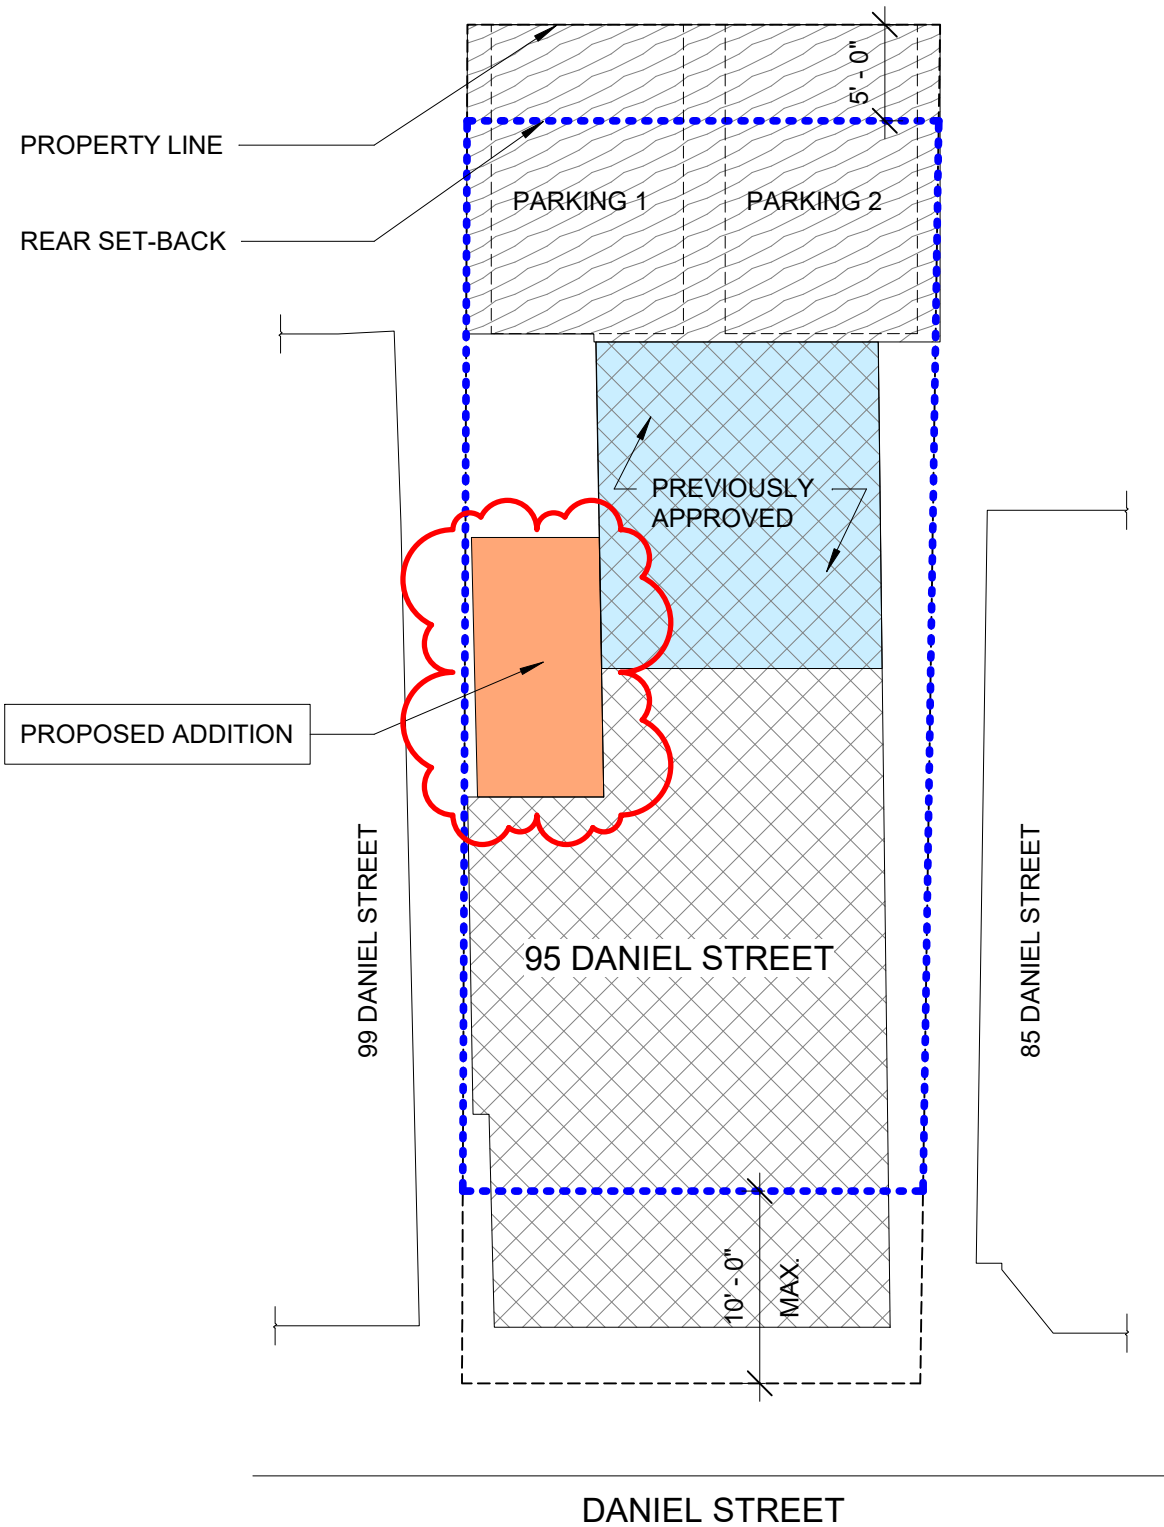 5' - 0"
PROPERTY LINE
PARKING 1
PARKING 2
REAR SET-BACK
PREVIOUSLY
APPROVED
PROPOSED ADDITION
99 DANIEL STREET
95 DANIEL STREET
85 DANIEL STREET
10' - 0"
MAX.
DANIEL STREET